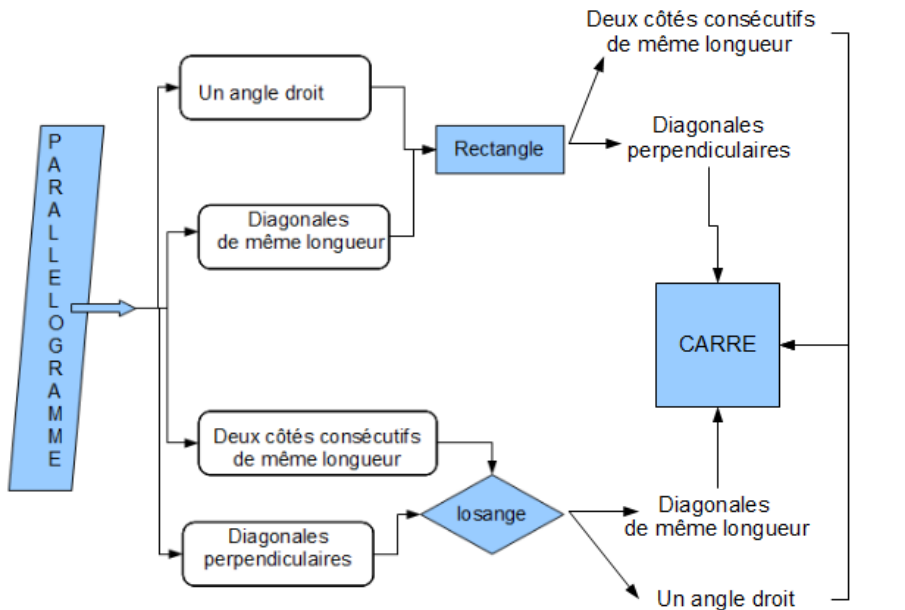 PARALLELOGRAMME
Un angle droit
Diagonales
de même longueur
Deux côtés consécutifs
de même longueur
Diagonales
perpendiculaires
Rectangle
losange
Deux côtés consécutifs
de même longueur
Diagonales
perpendiculaires
CARRE
Diagonales
de même longueur
Un angle droit